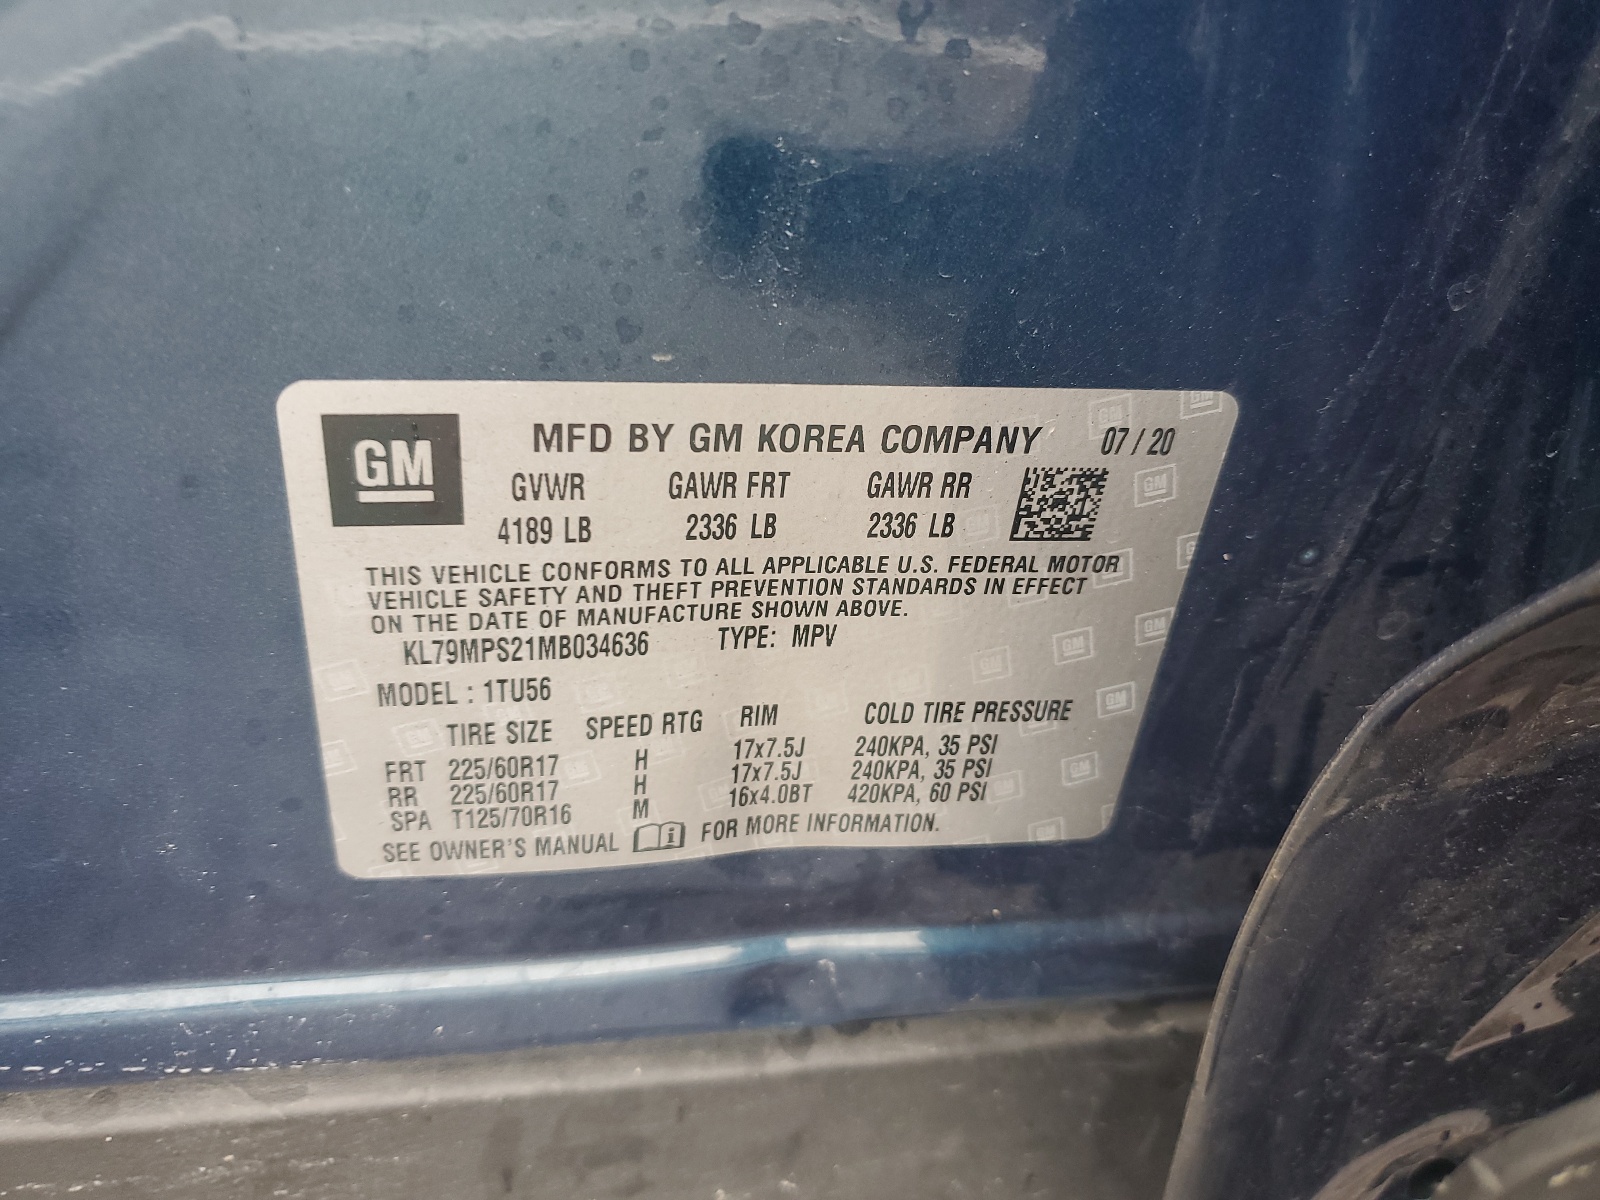 GM
MFD BY GM KOREA COMPANY 07/20
GVWR GAWR FRT GAWR RR
4189 LB 2336 LB 2336 LB
THIS VEHICLE CONFORMS TO ALL APPLICABLE U.S. FEDERAL MOTOR
VEHICLE SAFETY AND THEFT PREVENTION STANDARDS IN EFFECT
ON THE DATE OF MANUFACTURE SHOWN ABOVE.
KL79MPS21MB034636 TYPE: MPV
MODEL : 1TU56
TIRE SIZE SPEED RTG RIM COLD TIRE PRESSURE
FRT 225/60R17 H 17x7.5J 240KPA, 35 PSI
RR 225/60R17 H 17x7.5J 240KPA, 35 PSI
SPA T125/70R16 M 16x4.0BT 420KPA, 60 PSI
SEE OWNER'S MANUAL i FOR MORE INFORMATION.